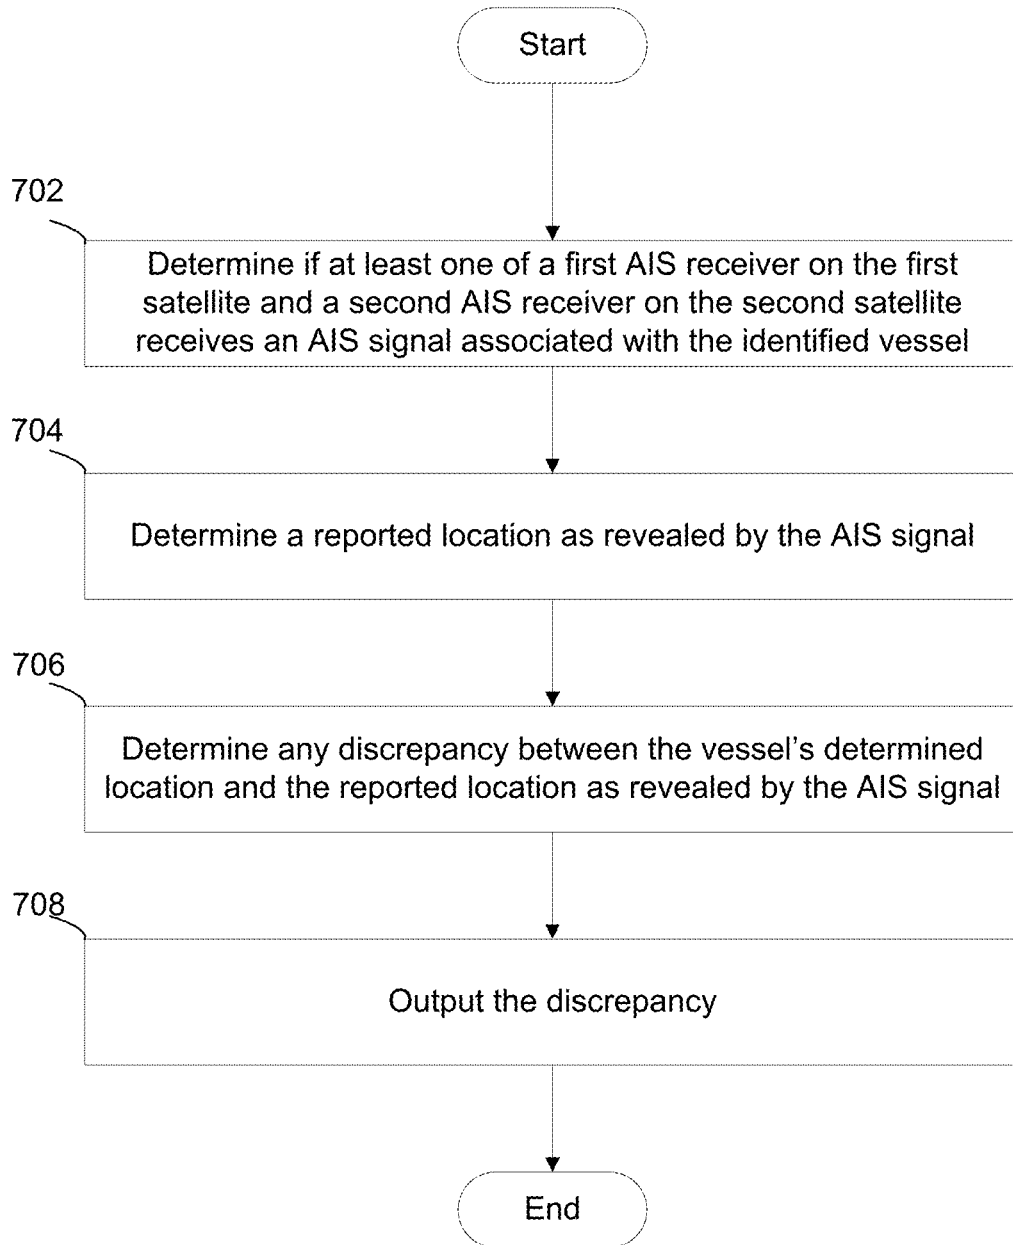 Start
702
Determine if at least one of a first AIS receiver on the first
satellite and a second AIS receiver on the second satellite
receives an AIS signal associated with the identified vessel
704
Determine a reported location as revealed by the AIS signal
706
Determine any discrepancy between the vessel's determined
location and the reported location as revealed by the AIS signal
708
Output the discrepancy
End